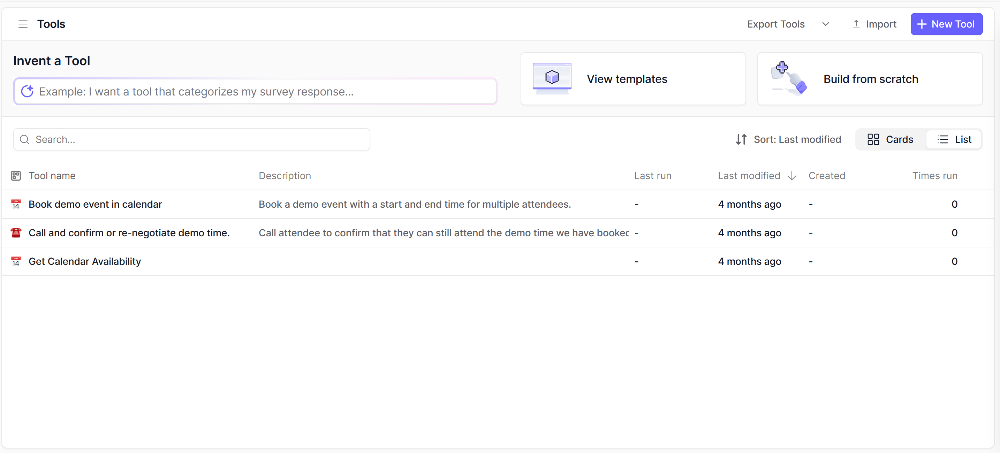 Tools
Export Tools
Import
New Tool
Invent a Tool
Example: I want a tool that categorizes my survey response...
View templates
Build from scratch
Search...
Sort: Last modified
Cards
List
Tool name Description Last run Last modified Created Times run
MAY 14 Book demo event in calendar Book a demo event with a start and end time for multiple attendees. - 4 months ago - 0
Call and confirm or re-negotiate demo time. Call attendee to confirm that they can still attend the demo time we have - 4 months ago - 0
MAY 14 Get Calendar Availability - 4 months ago - 0